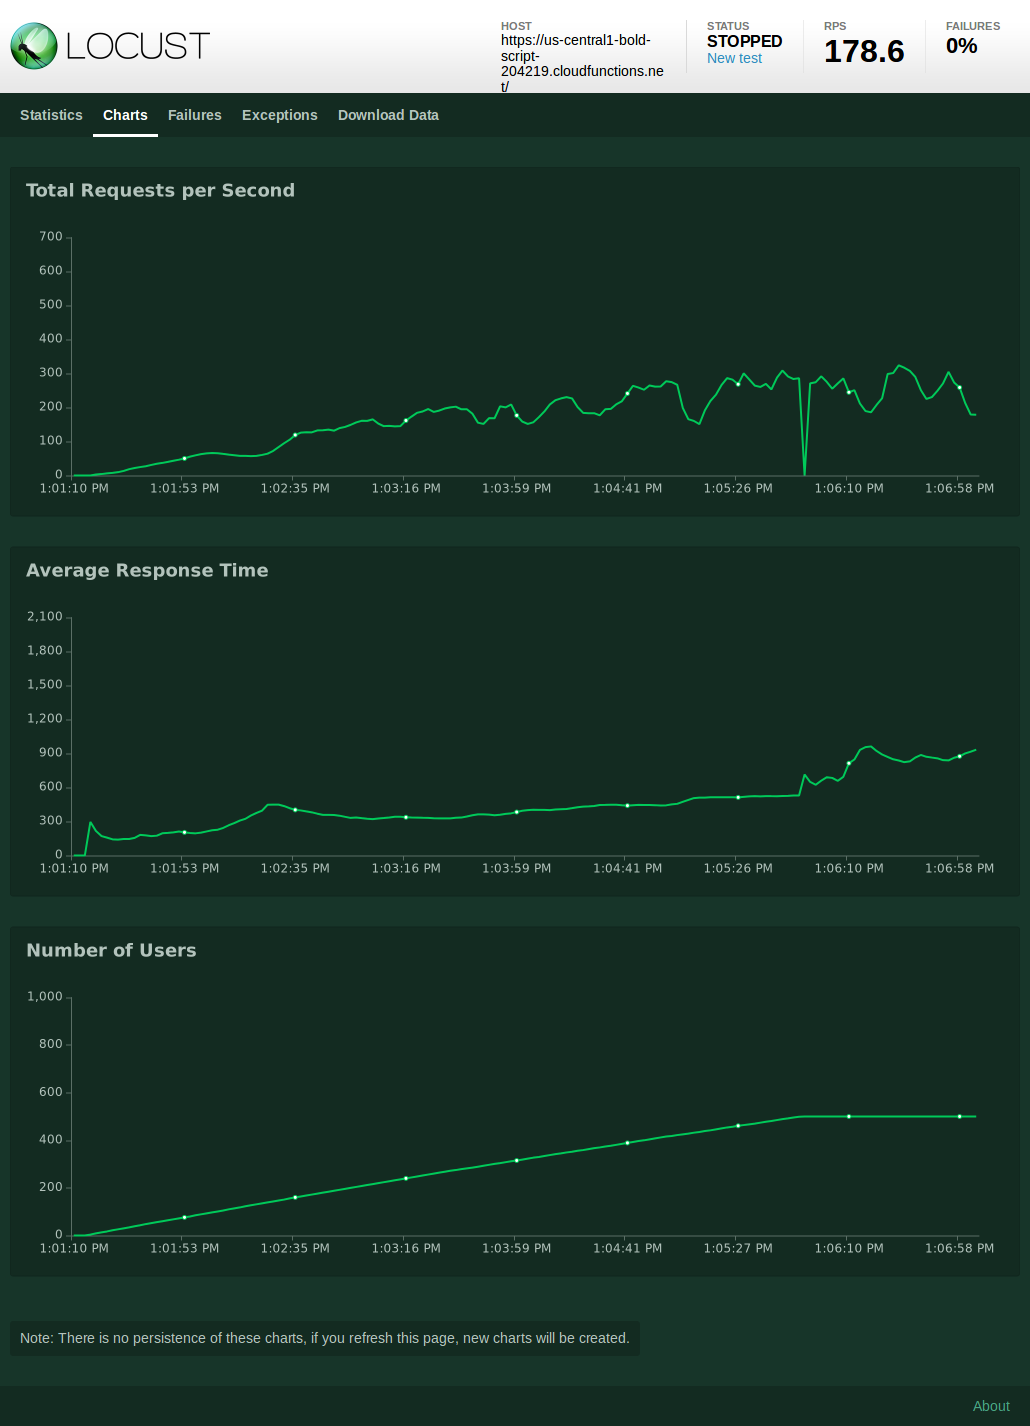 LOCUST
HOST
https://us-central1-bold-
script-
204219.cloudfunctions.ne
t/
STATUS
STOPPED
New test
RPS
178.6
FAILURES
0%
Statistics Charts Failures Exceptions Download Data
Total Requests per Second
700
600
500
400
300
200
100
0
1:01:10 PM 1:01:53 PM 1:02:35 PM 1:03:16 PM 1:03:59 PM 1:04:41 PM 1:05:26 PM 1:06:10 PM 1:06:58 PM
Average Response Time
2,100
1,800
1,500
1,200
900
600
300
0
1:01:10 PM 1:01:53 PM 1:02:35 PM 1:03:16 PM 1:03:59 PM 1:04:41 PM 1:05:26 PM 1:06:10 PM 1:06:58 PM
Number of Users
1,000
800
600
400
200
0
1:01:10 PM 1:01:53 PM 1:02:35 PM 1:03:16 PM 1:03:59 PM 1:04:41 PM 1:05:27 PM 1:06:10 PM 1:06:58 PM
Note: There is no persistence of these charts, if you refresh this page, new charts will be created.
About